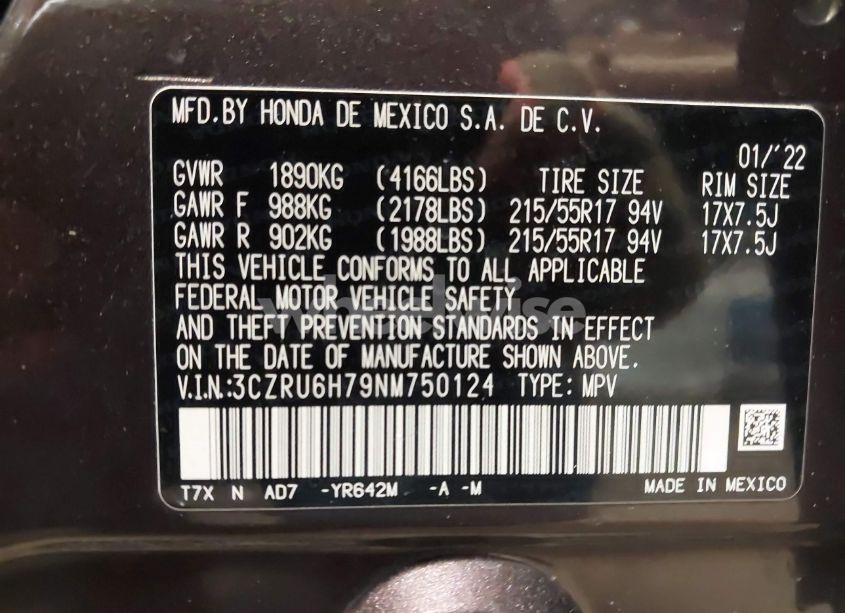 MFD.BY HONDA DE MEXICO S.A. DE C.V.
01/'22
GVWR 1890KG (4166LBS) TIRE SIZE RIM SIZE
GAWR F 988KG (2178LBS) 215/55R17 94V 17X7.5J
GAWR R 902KG (1988LBS) 215/55R17 94V 17X7.5J
THIS VEHICLE CONFORMS TO ALL APPLICABLE
FEDERAL MOTOR VEHICLE SAFETY
AND THEFT PREVENTION STANDARDS IN EFFECT
ON THE DATE OF MANUFACTURE SHOWN ABOVE.
V.I.N.:3CZRU6H79NM750124 TYPE: MPV
T7X N AD7 -YR642M -A -M MADE IN MEXICO